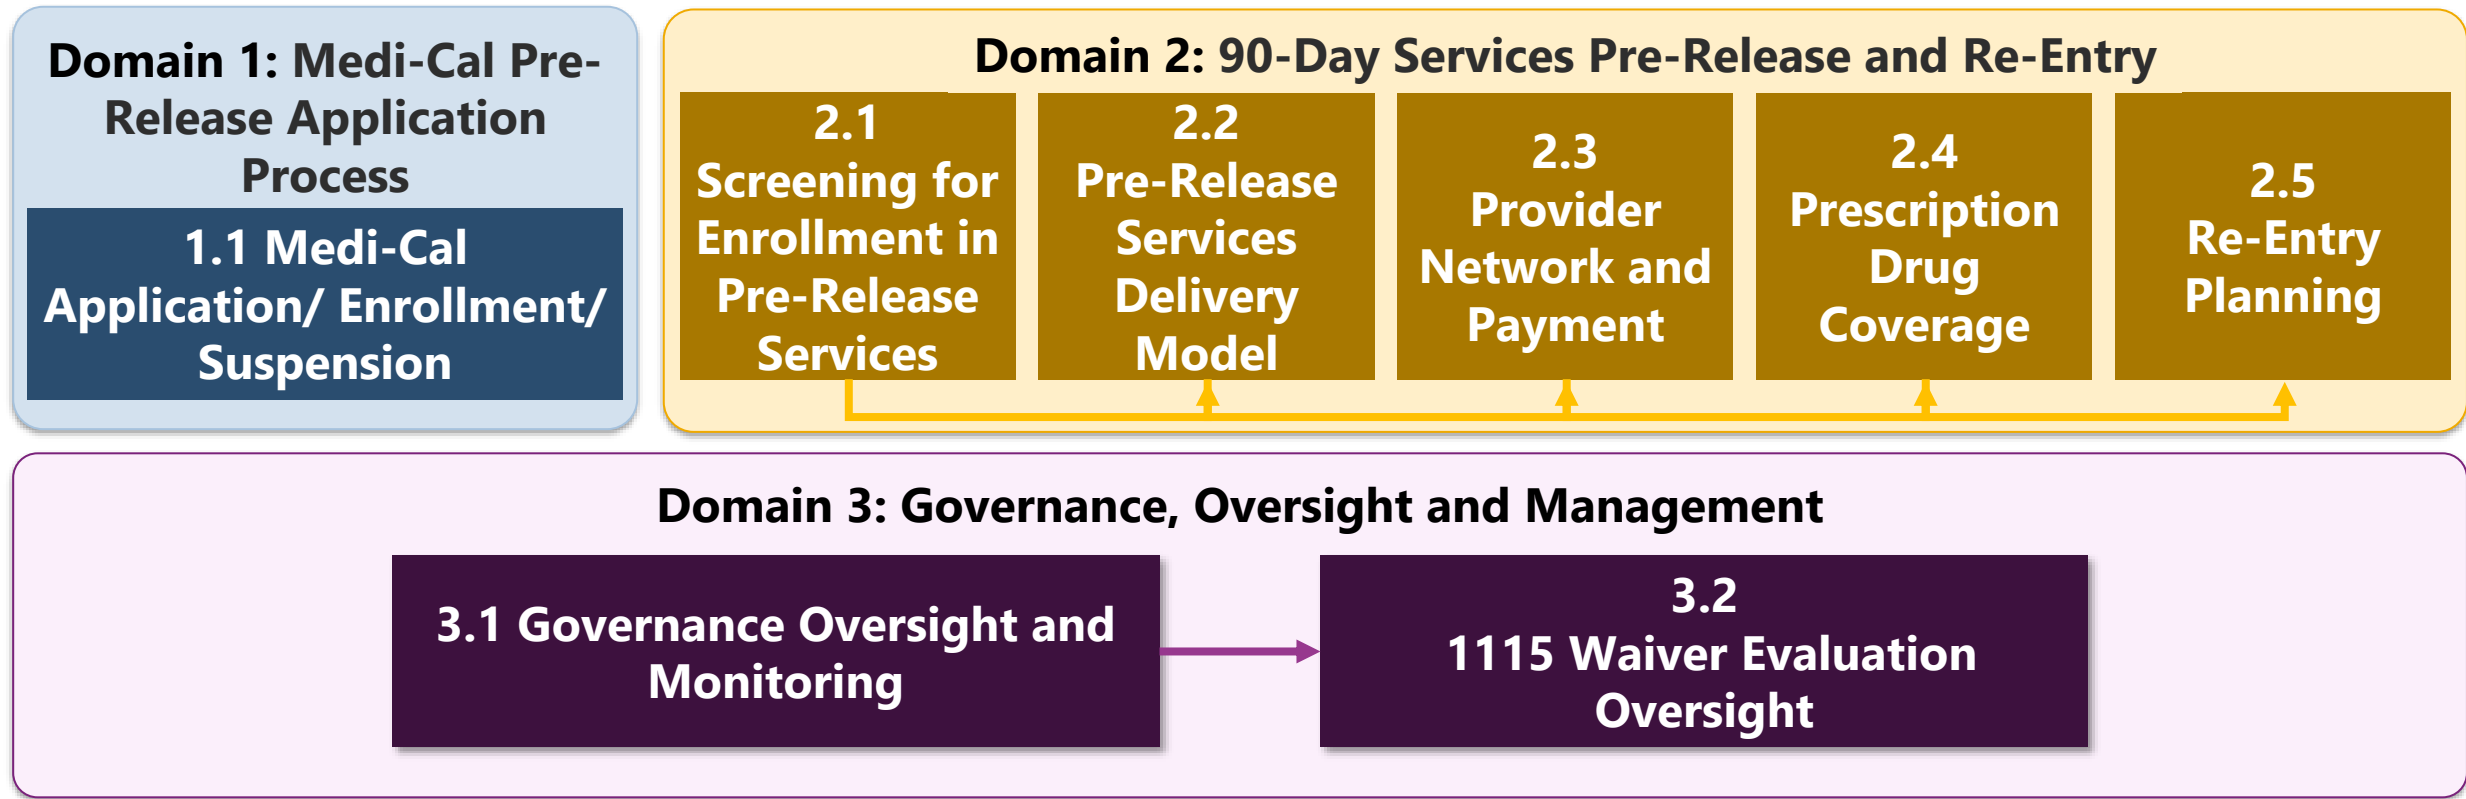 Domain 1: Medi-Cal Pre-
Release Application
Process
1.1 Medi-Cal
Application/ Enrollment/
Suspension
Domain 2: 90-Day Services Pre-Release and Re-Entry
2.1
Screening for
Enrollment in
Pre-Release
Services
2.2
Pre-Release
Services
Delivery
Model
2.3
Provider
Network and
Payment
2.4
Prescription
Drug
Coverage
2.5
Re-Entry
Planning
Domain 3: Governance, Oversight and Management
3.1 Governance Oversight and
Monitoring
3.2
1115 Waiver Evaluation
Oversight